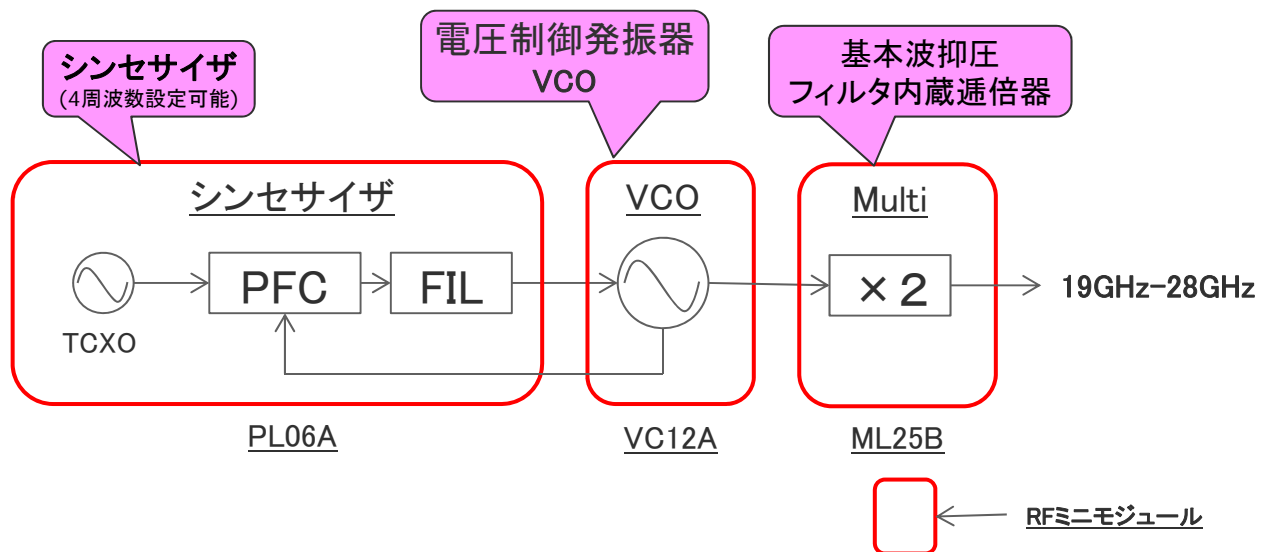 シンセサイザ
(4周波数設定可能)
電圧制御発振器
VCO
基本波抑圧
フィルタ内蔵逓倍器
シンセサイザ
VCO
Multi
PFC
FIL
×2
19GHz-28GHz
TCXO
PL06A
VC12A
ML25B
RFミニモジュール